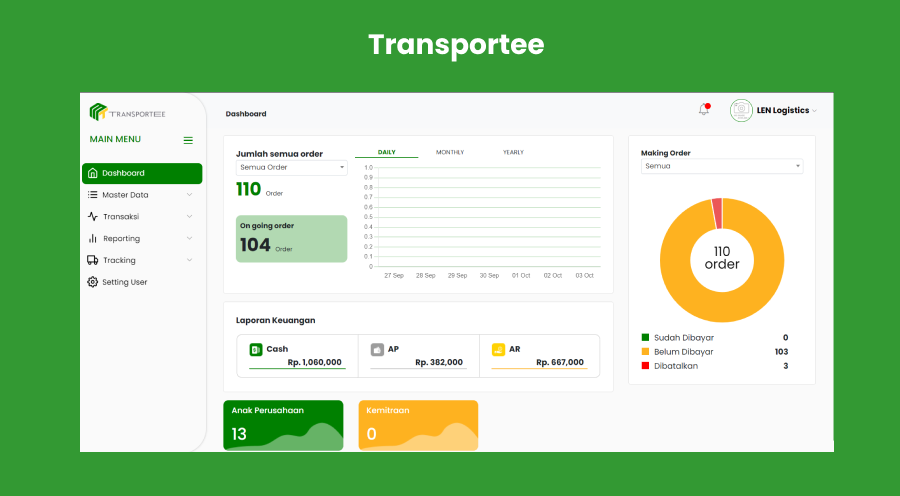 Transportee
TRANSPORTEEE
MAIN MENU
Dashboard
Master Data
Transaksi
Reporting
Tracking
Setting User
Dashboard
LEN Logistics
Jumlah semua order
Semua Order
110 Order
On going order
104 Order
DAILY MONTHLY YEARLY
1.0
0.9
0.8
0.7
0.6
0.5
0.4
0.3
0.2
0.1
0
27 Sep 28 Sep 29 Sep 30 Sep 01 Oct 02 Oct 03 Oct
Making Order
Semua
110
order
Sudah Dibayar 0
Belum Dibayar 103
Dibatalkan 3
Laporan Keuangan
Cash
Rp. 1,060,000
AP
Rp. 382,000
AR
Rp. 667,000
Anak Perusahaan
13
Kemitraan
0